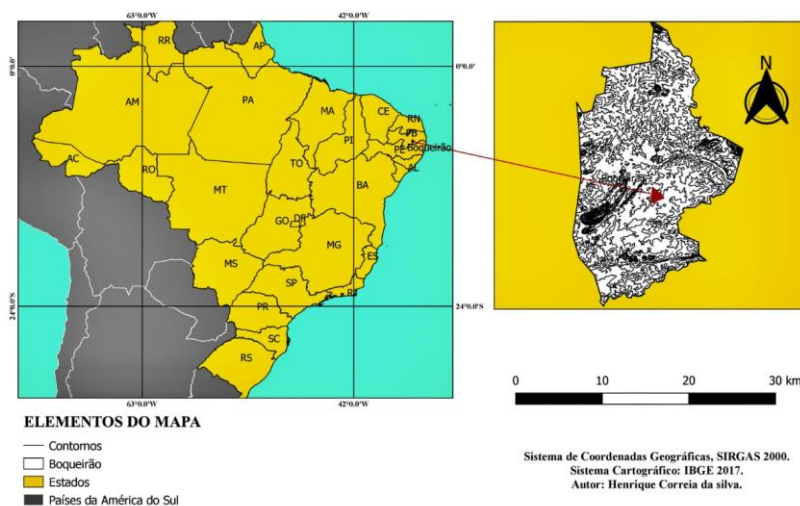 63°0.0'W
42°0.0'W
RR
AP
0°0.0'
0°0.0'
N
AM
PA
MA
CE
RN
PB
PI
PE
Boqueirão
AC
AL
RO
TO
MT
BA
GO
DF
MG
MS
ES
SP
RJ
24°0.0'S
PR
SC
RS
63°0.0'W
42°0.0'W
0 10 20 30 km
ELEMENTOS DO MAPA
Contornos
Boqueirão
Estados
Países da América do Sul
Sistema de Coordenadas Geográficas, SIRGAS 2000.
Sistema Cartográfico: IBGE 2017.
Autor: Henrique Correia da silva.